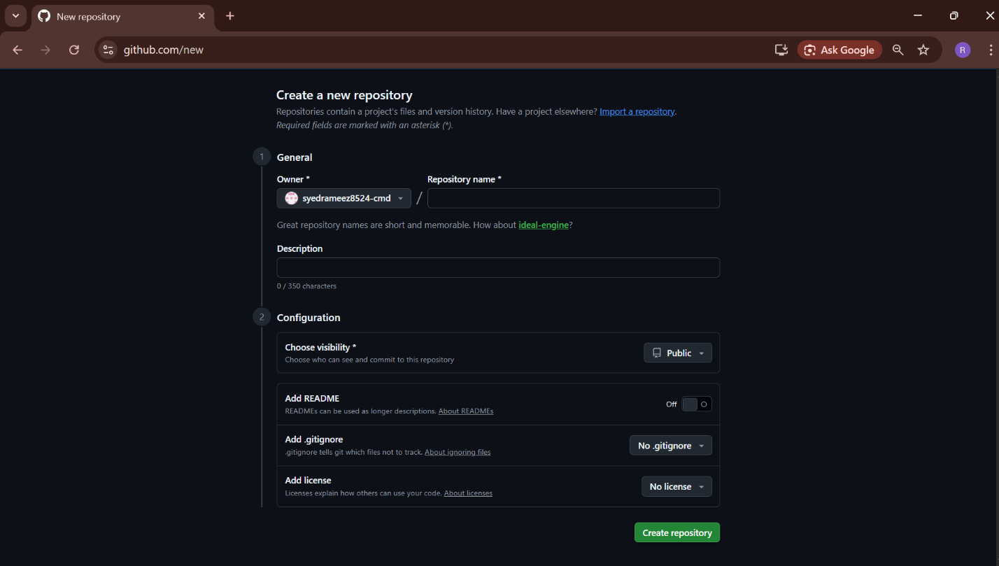 New repository
github.com/new
Ask Google
R
Create a new repository
Repositories contain a project's files and version history. Have a project elsewhere? Import a repository.
Required fields are marked with an asterisk (*).
1
General
Owner *
Repository name *
syedrameez8524-cmd
/
Great repository names are short and memorable. How about ideal-engine?
Description
0 / 350 characters
2
Configuration
Choose visibility *
Choose who can see and commit to this repository
Public
Add README
READMEs can be used as longer descriptions. About READMEs
Off
Add .gitignore
.gitignore tells git which files not to track. About ignoring files
No .gitignore
Add license
Licenses explain how others can use your code. About licenses
No license
Create repository